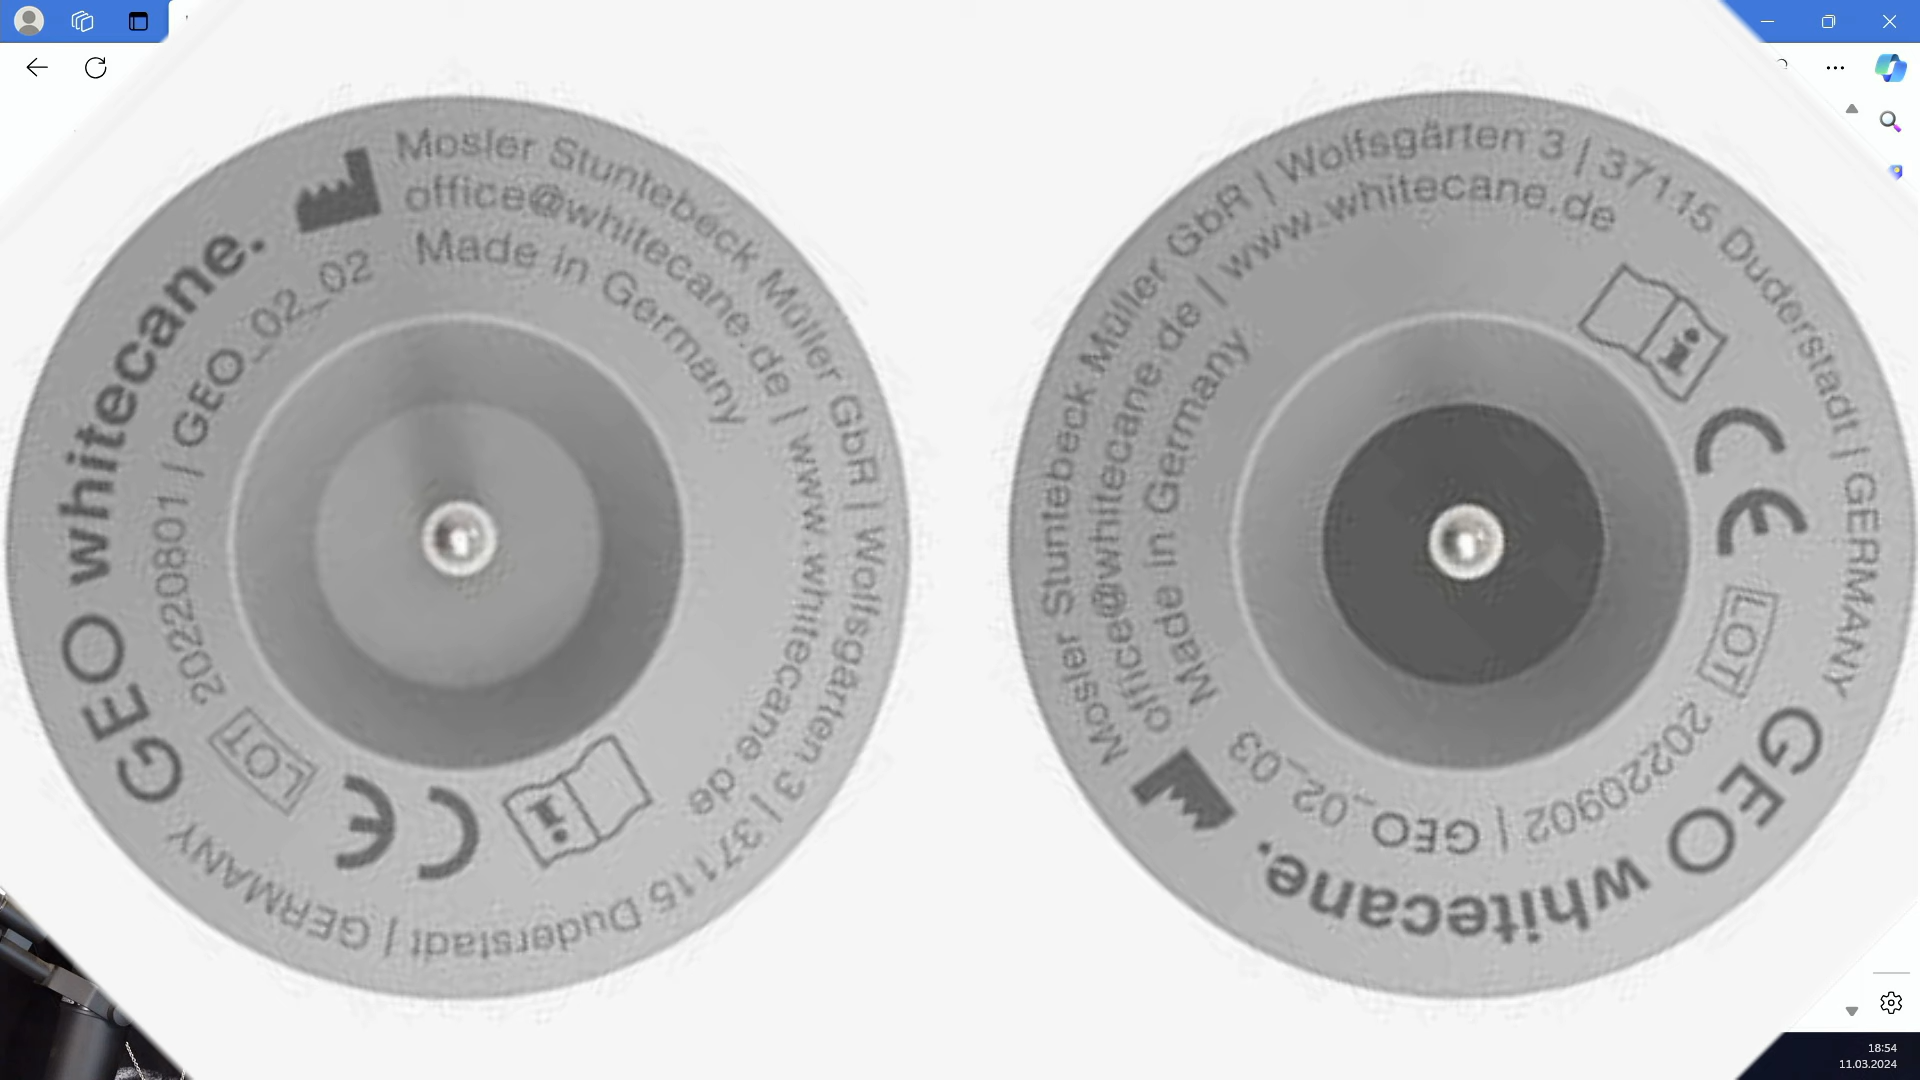 GEO whitecane.
LOT 20220801 | GEO_02_02
Mosler Stuntebeck Müller GbR | Wolfsgärten 3 | 37115 Duderstadt | GERMANY
office@whitecane.de | www.whitecane.de
Made in Germany
CE
Mosler Stuntebeck Müller GbR | Wolfsgärten 3 | 37115 Duderstadt | GERMANY
office@whitecane.de | www.whitecane.de
Made in Germany
CE
LOT 20220902 | GEO_02_03
GEO whitecane.
18:54
11.03.2024